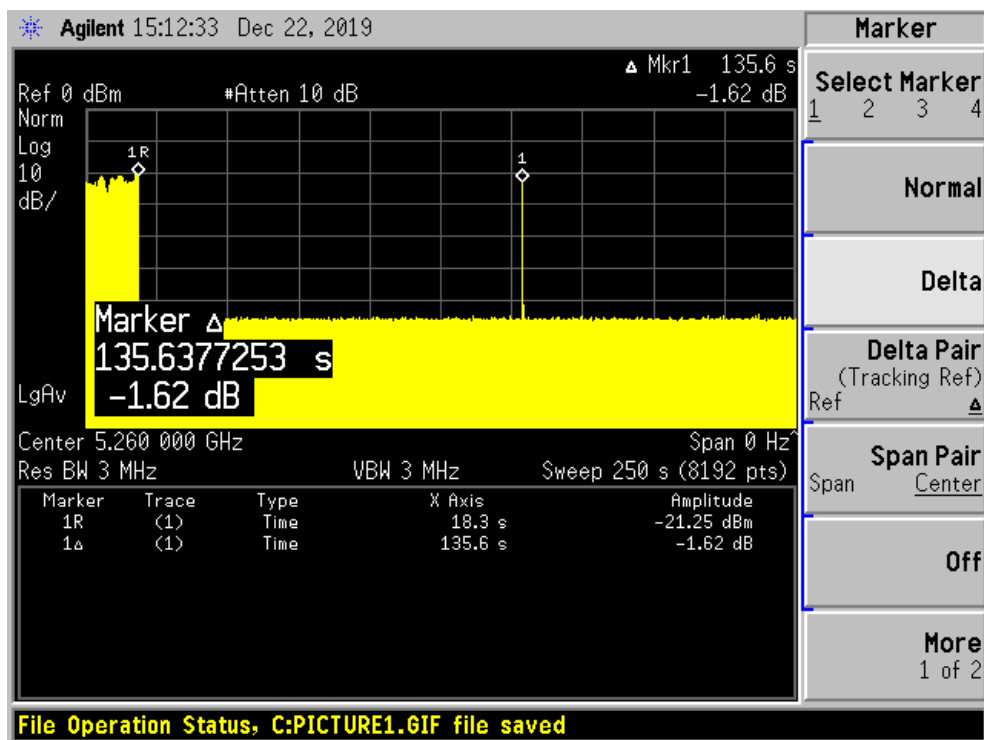 Agilent 15:12:33 Dec 22, 2019
Δ Mkr1 135.6 s
Ref 0 dBm #Atten 10 dB -1.62 dB
Norm
Log
10
dB/
1R
1
Marker Δ
135.6377253 s
-1.62 dB
LgAv
Center 5.260 000 GHz Span 0 Hz^
Res BW 3 MHz VBW 3 MHz Sweep 250 s (8192 pts)
Marker Trace Type X Axis Amplitude
1R (1) Time 18.3 s -21.25 dBm
1Δ (1) Time 135.6 s -1.62 dB
Marker
Select Marker
1 2 3 4
Normal
Delta
Delta Pair
(Tracking Ref)
Ref Δ
Span Pair
Span Center
Off
More
1 of 2
File Operation Status, C:PICTURE1.GIF file saved